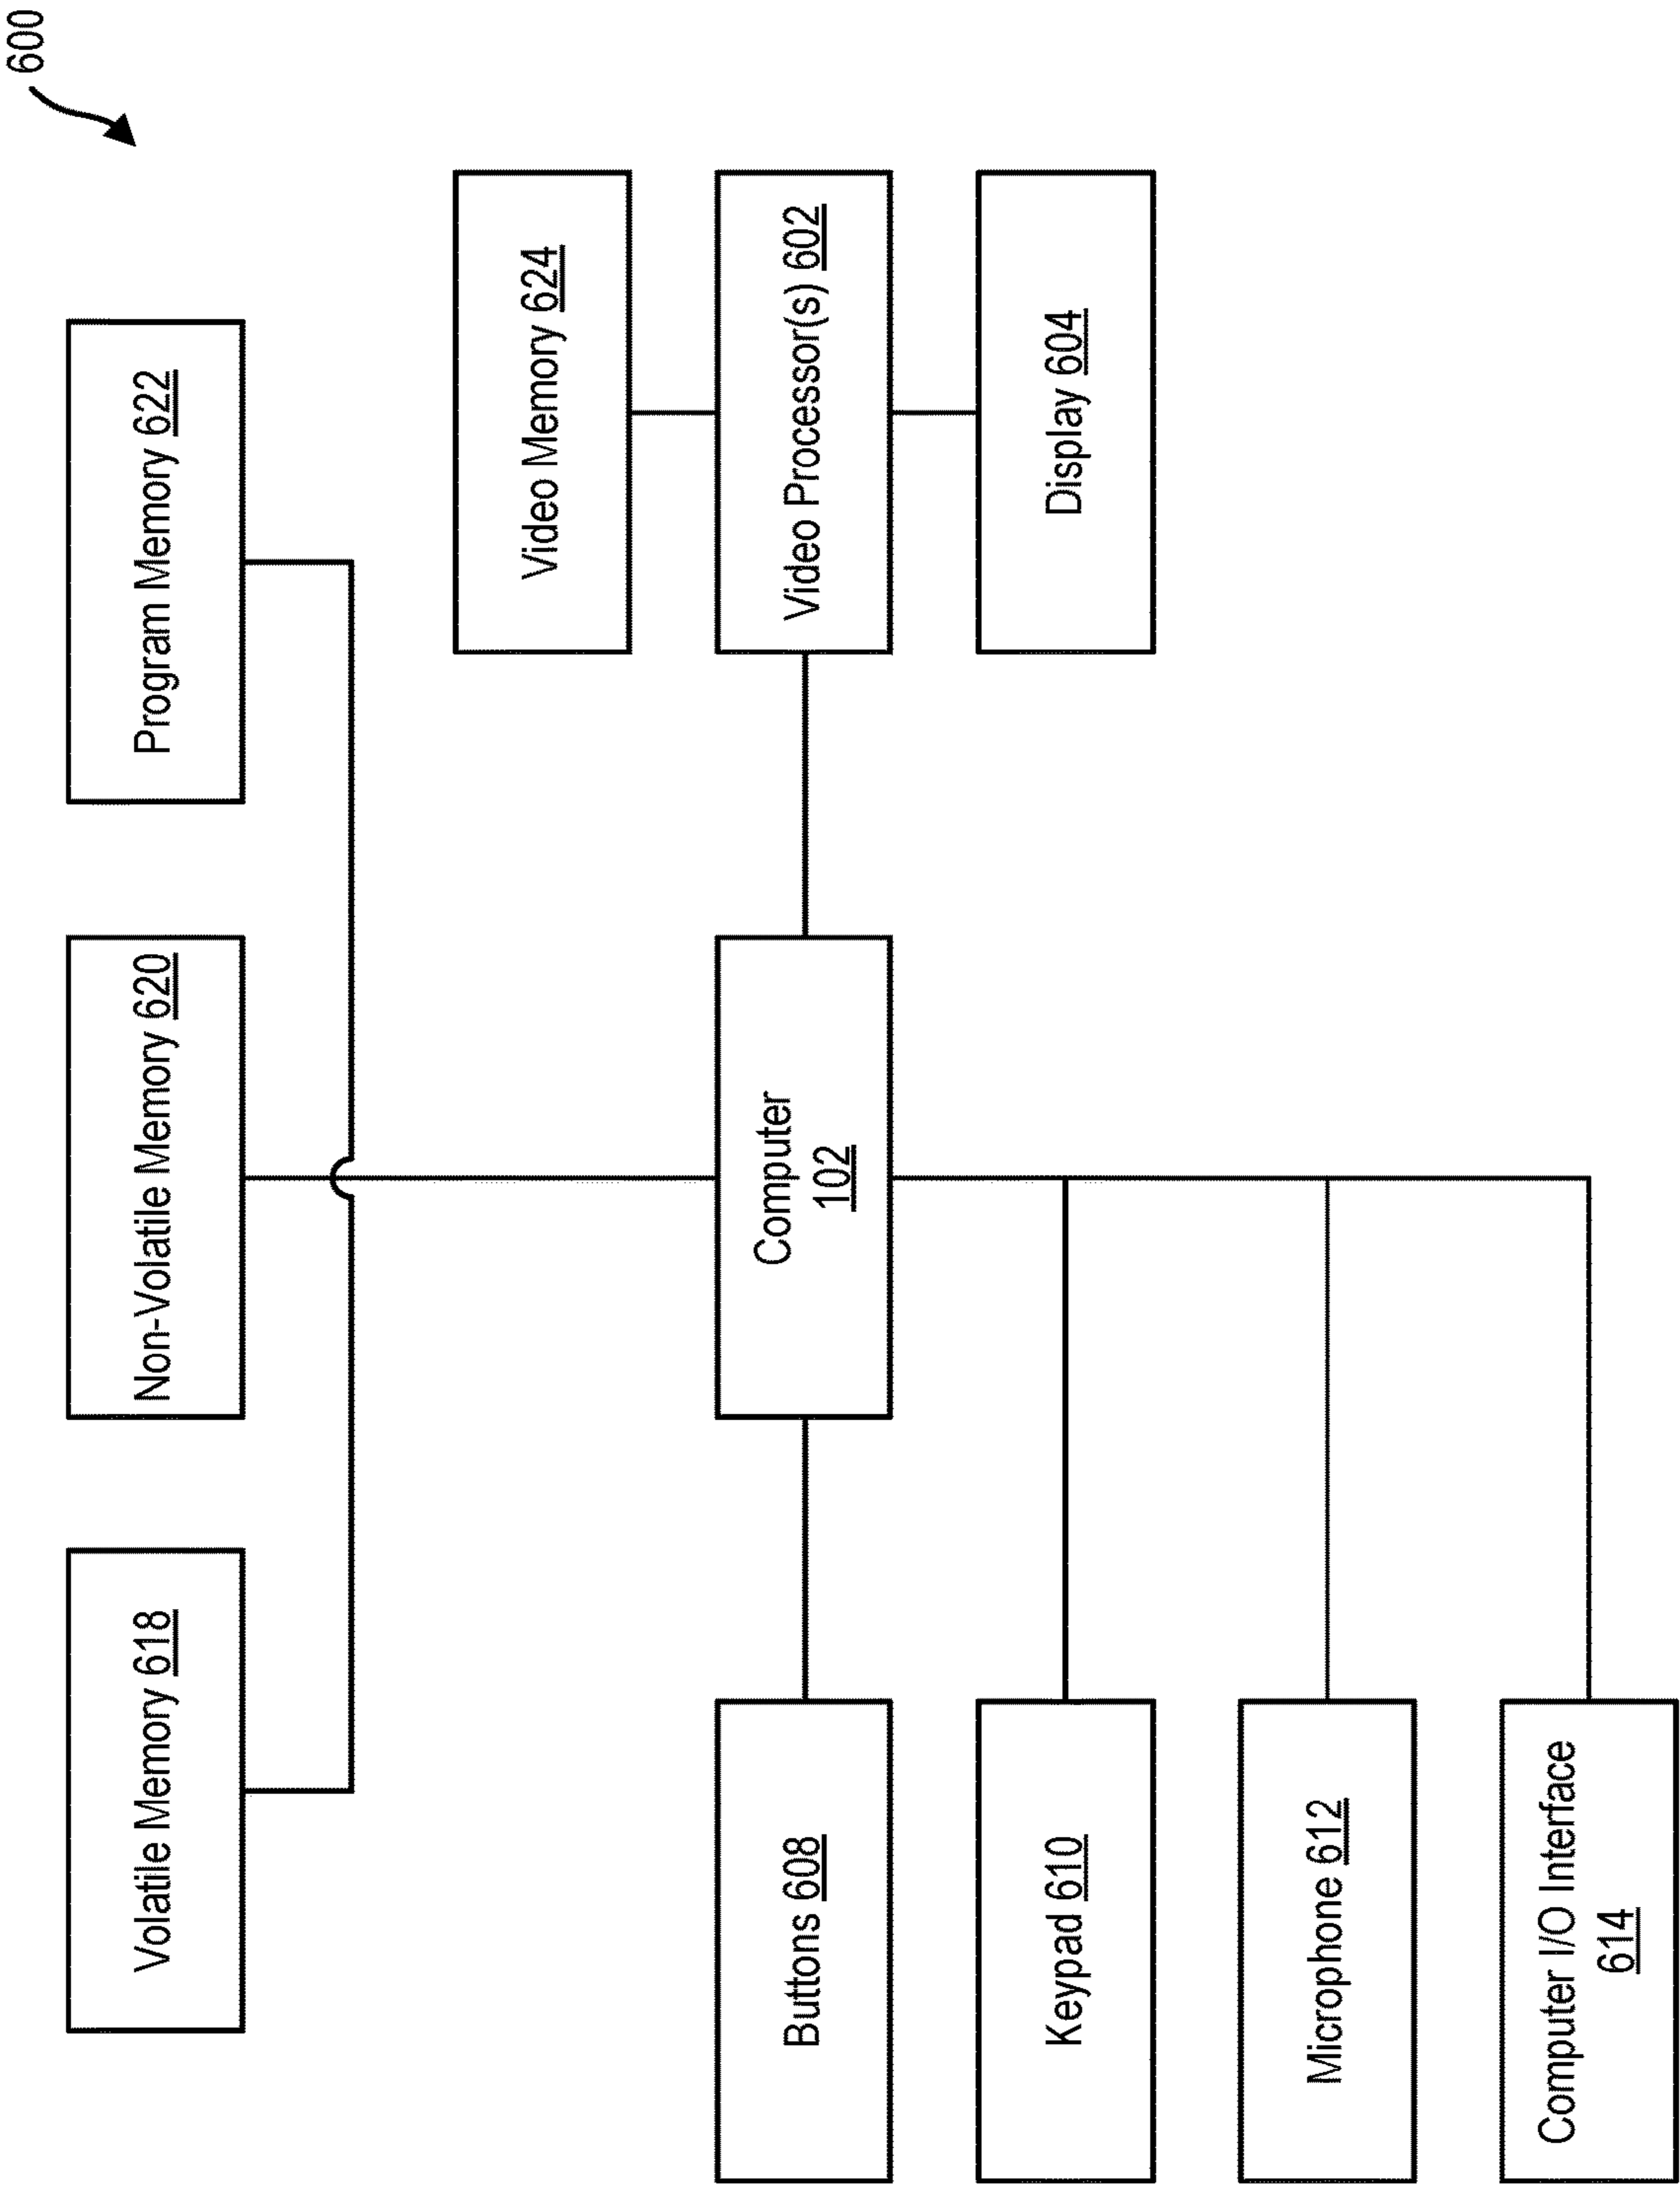 600
Volatile Memory 618
Non-Volatile Memory 620
Program Memory 622
Video Memory 624
Buttons 608
Computer
102
Video Processor(s) 602
Keypad 610
Display 604
Microphone 612
Computer I/O Interface
614